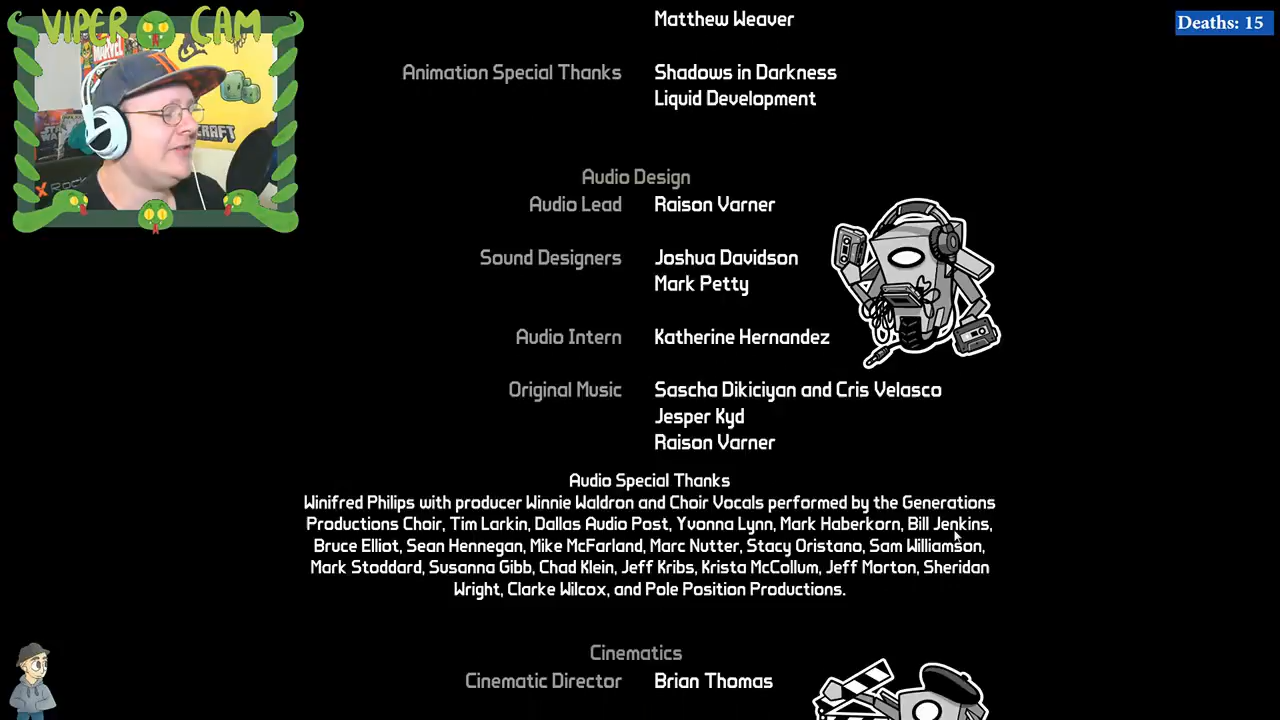 VIPER CAM
Deaths: 15
MARVEL
STAR
CRAFT
X ROCK
Matthew Weaver
Animation Special Thanks Shadows in Darkness
Liquid Development
Audio Design
Audio Lead Raison Varner
Sound Designers Joshua Davidson
Mark Petty
Audio Intern Katherine Hernandez
Original Music Sascha Dikiciyan and Cris Velasco
Jesper Kyd
Raison Varner
Audio Special Thanks
Winifred Philips with producer Winnie Waldron and Choir Vocals performed by the Generations
Productions Choir, Tim Larkin, Dallas Audio Post, Yvonna Lynn, Mark Haberkorn, Bill Jenkins,
Bruce Elliot, Sean Hennegan, Mike McFarland, Marc Nutter, Stacy Oristano, Sam Williamson,
Mark Stoddard, Susanna Gibb, Chad Klein, Jeff Kribs, Krista McCollum, Jeff Morton, Sheridan
Wright, Clarke Wilcox, and Pole Position Productions.
Cinematics
Cinematic Director Brian Thomas